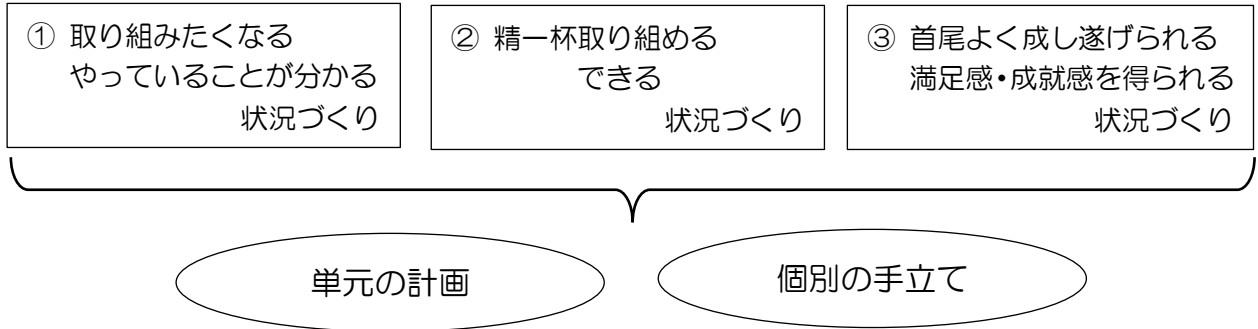 ① 取り組みたくなる
やっていることが分かる
状況づくり
② 精一杯取り組める
できる
状況づくり
③ 首尾よく成し遂げられる
満足感・成就感を得られる
状況づくり
単元の計画
個別の手立て